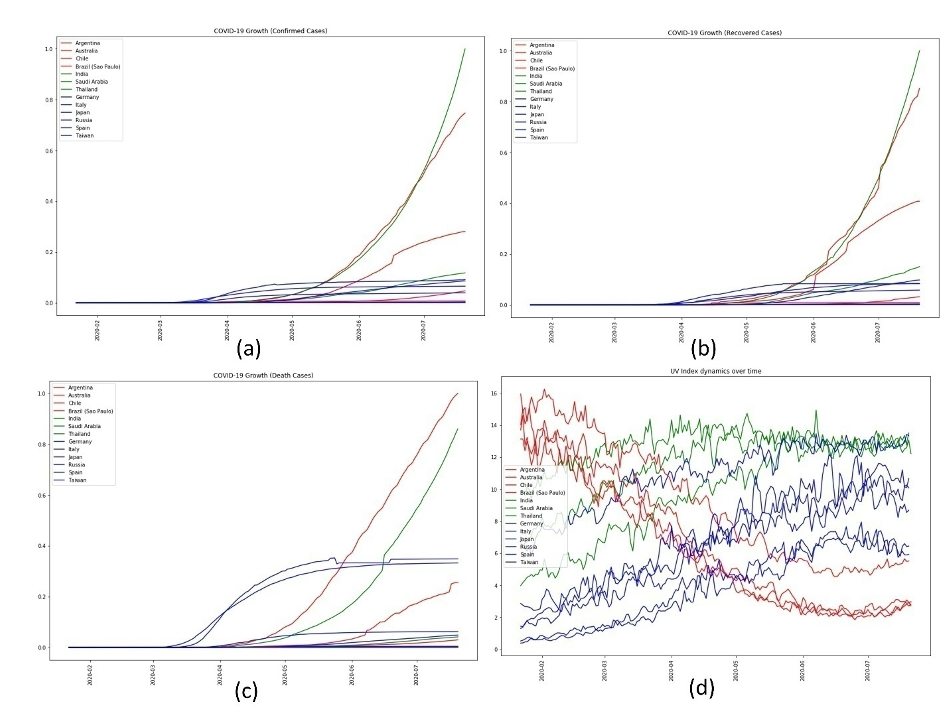 COVID-19 Growth (Confirmed Cases)
1.0
0.8
0.6
0.4
0.2
0.0
Argentina
Australia
Chile
Brazil (Sao Paulo)
India
Saudi Arabia
Thailand
Germany
Italy
Japan
Russia
Spain
Taiwan
2020-02
2020-03
2020-04
2020-05
2020-06
2020-07
(a)
COVID-19 Growth (Recovered Cases)
1.0
0.8
0.6
0.4
0.2
0.0
Argentina
Australia
Chile
Brazil (Sao Paulo)
India
Saudi Arabia
Thailand
Germany
Italy
Japan
Russia
Spain
Taiwan
2020-02
2020-03
2020-04
2020-05
2020-06
2020-07
(b)
COVID-19 Growth (Death Cases)
1.0
0.8
0.6
0.4
0.2
0.0
Argentina
Australia
Chile
Brazil (Sao Paulo)
India
Saudi Arabia
Thailand
Germany
Italy
Japan
Russia
Spain
Taiwan
2020-02
2020-03
2020-04
2020-05
2020-06
2020-07
(c)
UV Index dynamics over time
16
14
12
10
8
6
4
2
0
Argentina
Australia
Chile
Brazil (Sao Paulo)
India
Saudi Arabia
Thailand
Germany
Italy
Japan
Russia
Spain
Taiwan
2020-02
2020-03
2020-04
2020-05
2020-06
2020-07
(d)